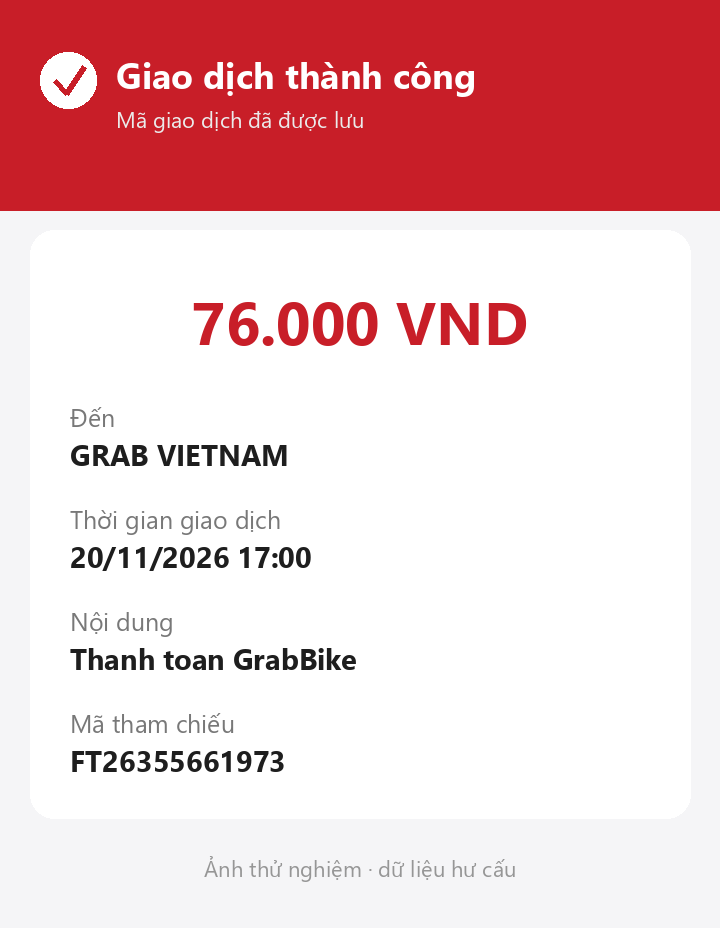 Giao dịch thành công
Mã giao dịch đã được lưu
76.000 VND
Đến
GRAB VIETNAM
Thời gian giao dịch
20/11/2026 17:00
Nội dung
Thanh toan GrabBike
Mã tham chiếu
FT26355661973
Ảnh thử nghiệm · dữ liệu hư cấu